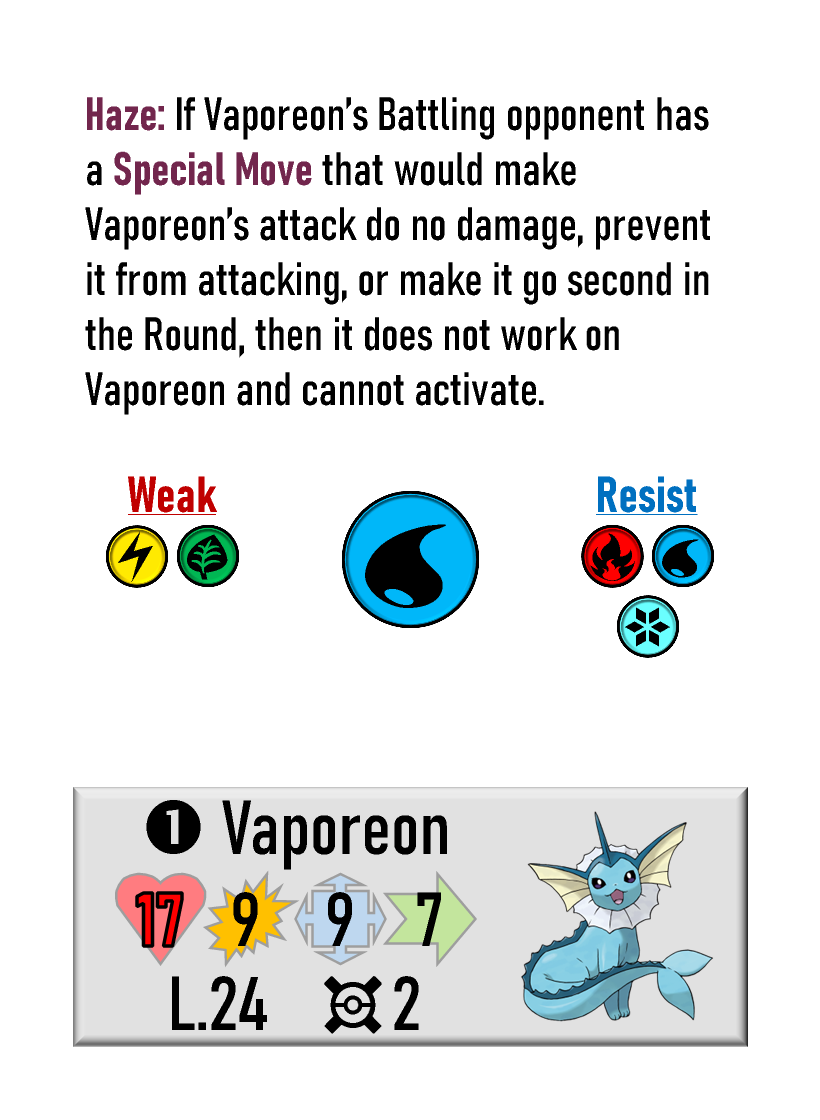 Haze: If Vaporeon’s Battling opponent has
a Special Move that would make
Vaporeon’s attack do no damage, prevent
it from attacking, or make it go second in
the Round, then it does not work on
Vaporeon and cannot activate.
Weak
Resist
1 Vaporeon
17 9 9 7
L.24 2